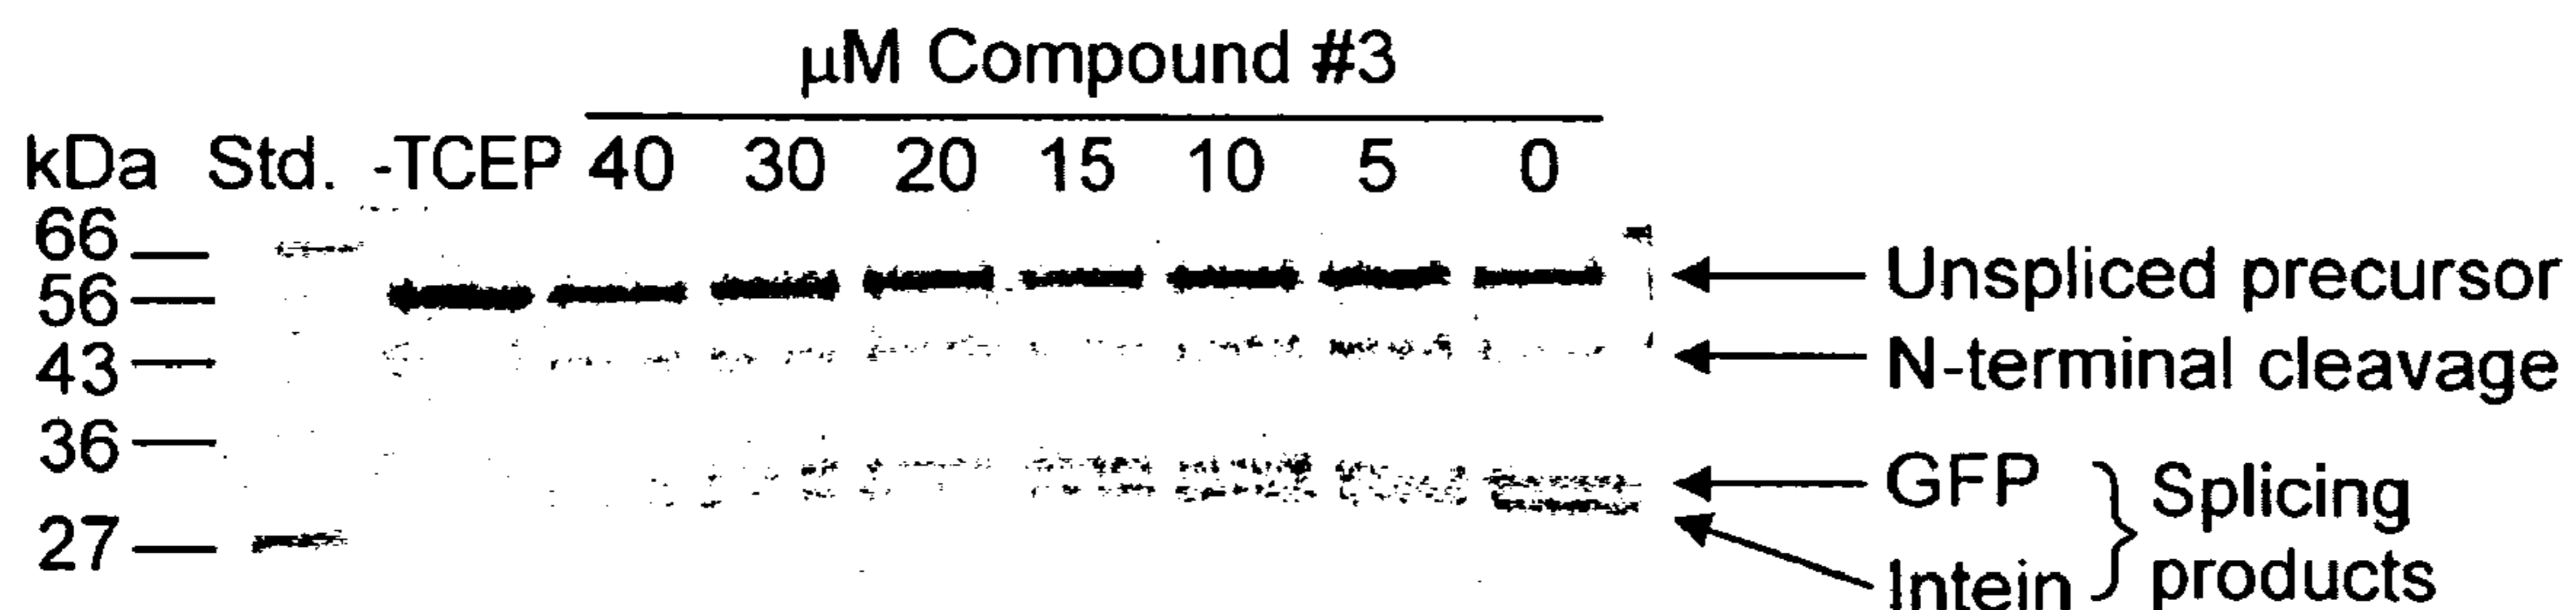 μM Compound #3
kDa Std. -TCEP 40 30 20 15 10 5 0
66
56
43
36
27
Unspliced precursor
N-terminal cleavage
GFP
Intein
Splicing
products